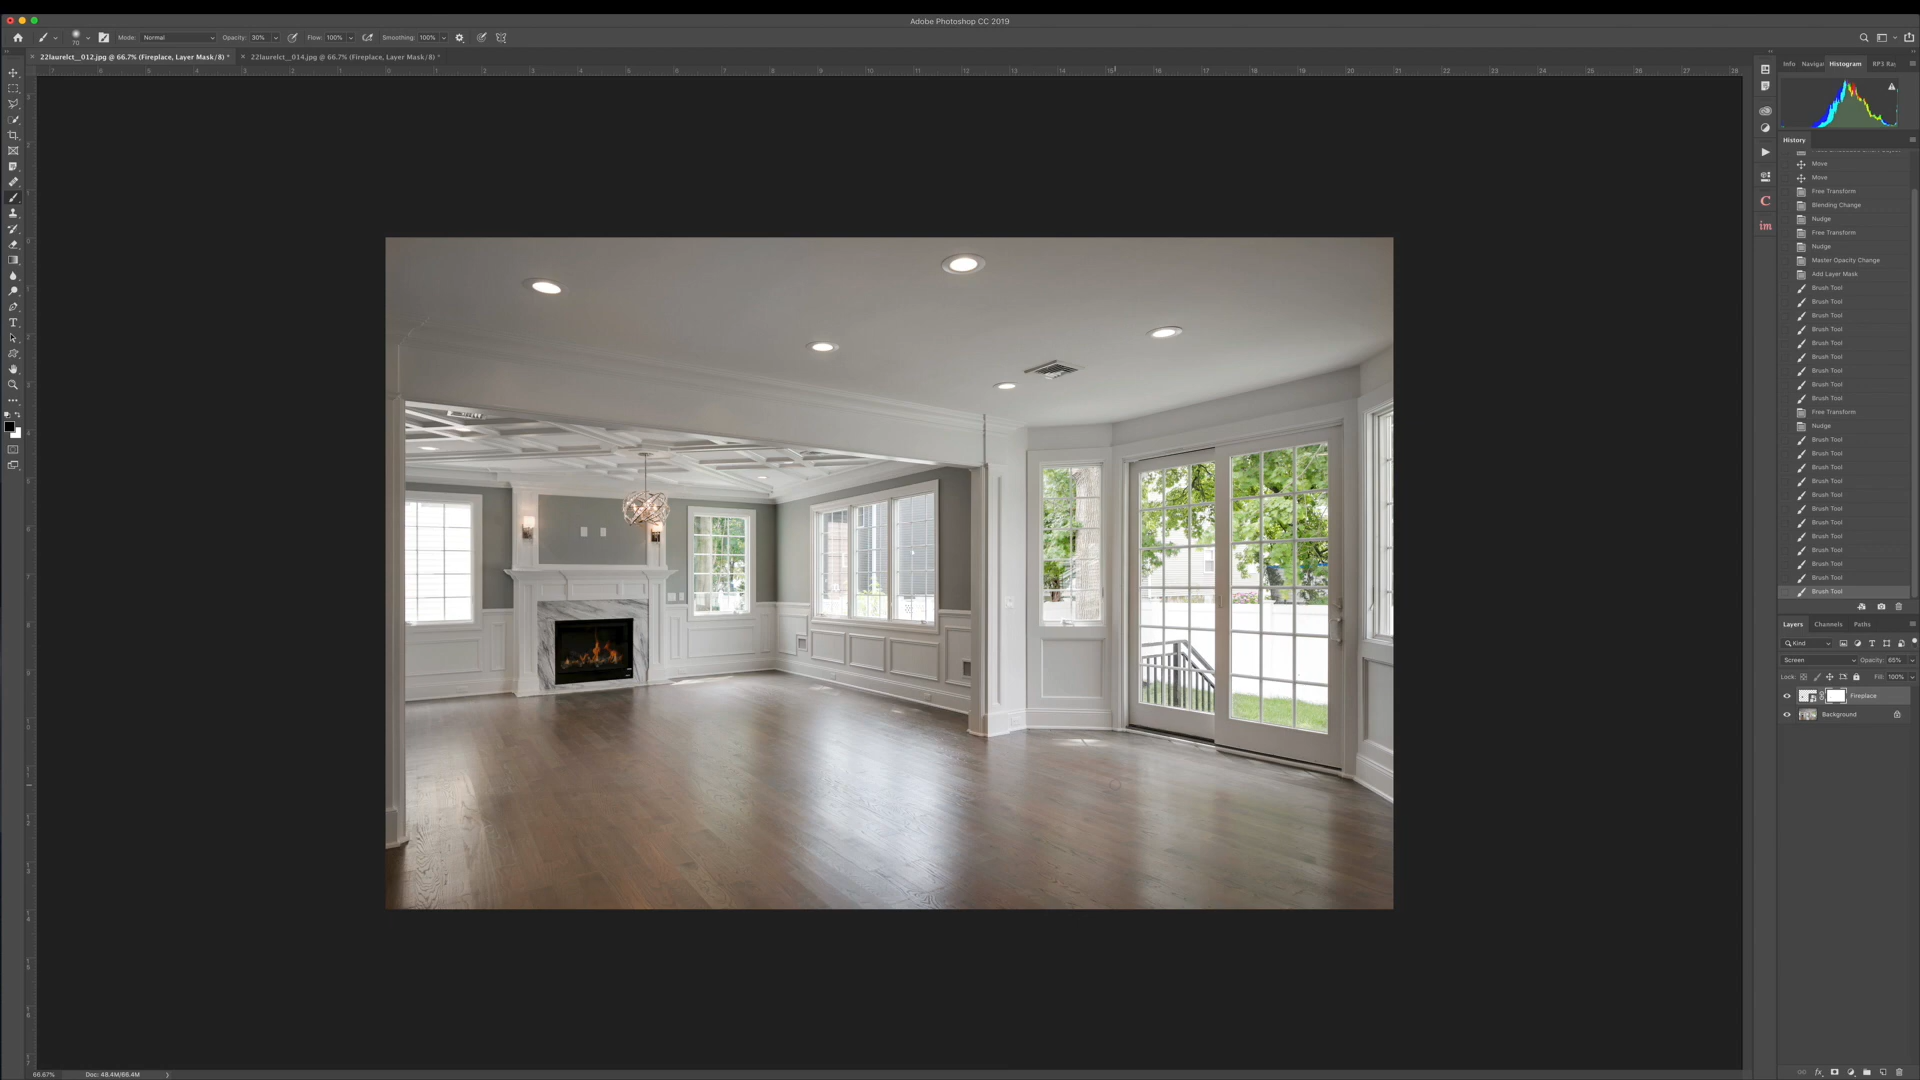 Adobe Photoshop CC 2019
70 Mode: Normal Opacity: 30% Flow: 100% Smoothing: 100%
× 22laurelct__012.jpg @ 66.7% (Fireplace, Layer Mask/8) * × 22laurelct__014.jpg @ 66.7% (Fireplace, Layer Mask/8) *
Info Navigat Histogram
History
Move
Move
Free Transform
Blending Change
Nudge
Free Transform
Nudge
Master Opacity Change
Add Layer Mask
Brush Tool
Brush Tool
Brush Tool
Brush Tool
Brush Tool
Brush Tool
Brush Tool
Brush Tool
Brush Tool
Free Transform
Nudge
Brush Tool
Brush Tool
Brush Tool
Brush Tool
Brush Tool
Brush Tool
Brush Tool
Brush Tool
Brush Tool
Brush Tool
Brush Tool
Brush Tool
Layers Channels Paths
Kind
Screen Opacity: 65%
Lock: Fill: 100%
Fireplace
Background
66.67% Doc: 48.4M/66.4M